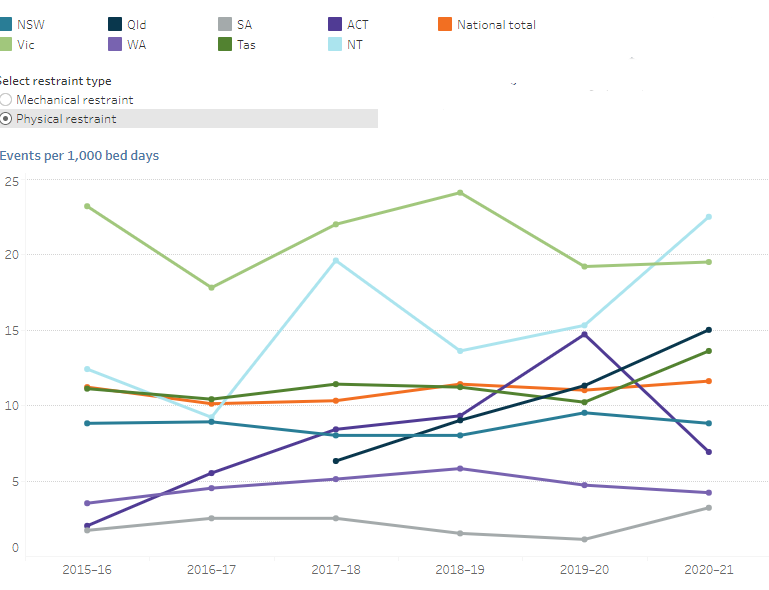 NSW Qld SA ACT National total
Vic WA Tas NT
Select restraint type
Mechanical restraint
Physical restraint
Events per 1,000 bed days
25
20
15
10
5
0
2015–16 2016–17 2017–18 2018–19 2019–20 2020–21